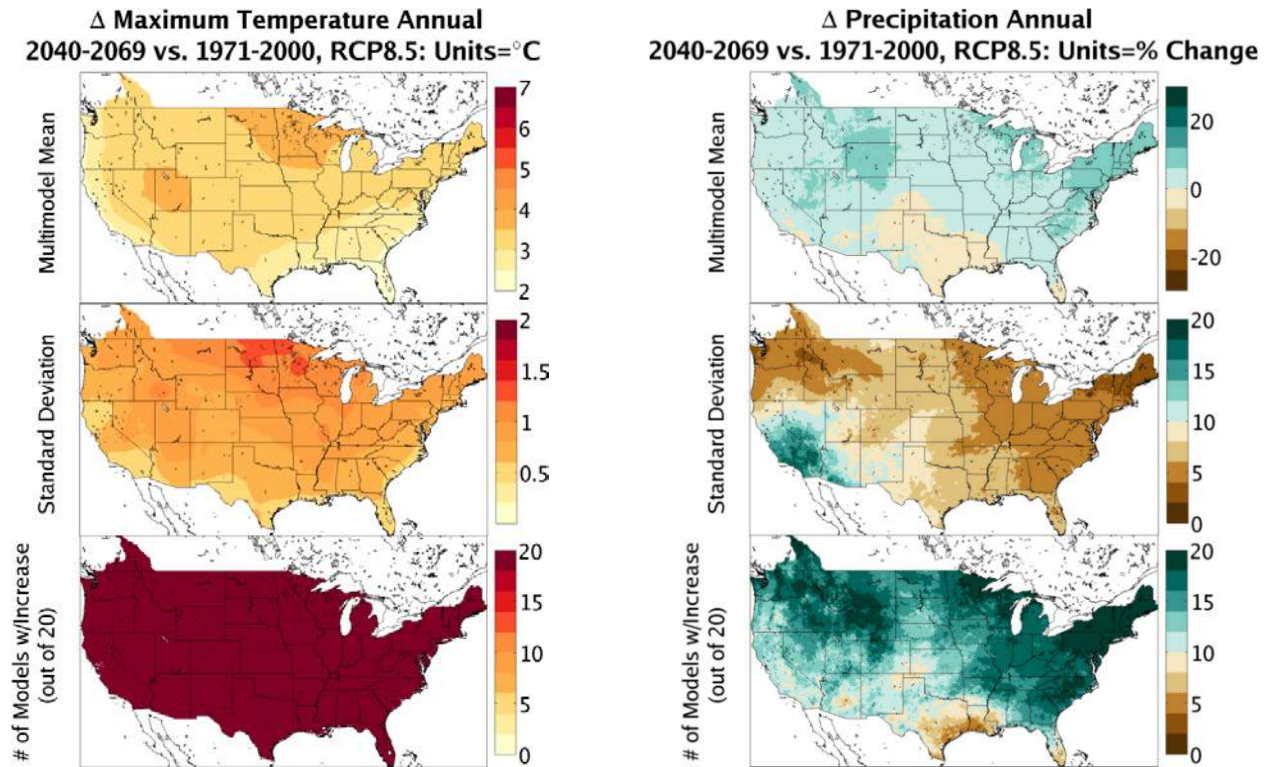 Δ Maximum Temperature Annual
2040-2069 vs. 1971-2000, RCP8.5: Units=°C
Multimodel Mean
7
6
5
4
3
2
Standard Deviation
2
1.5
1
0.5
# of Models w/Increase
(out of 20)
20
15
10
5
0
Δ Precipitation Annual
2040-2069 vs. 1971-2000, RCP8.5: Units=% Change
Multimodel Mean
20
0
-20
Standard Deviation
20
15
10
5
0
# of Models w/Increase
(out of 20)
20
15
10
5
0